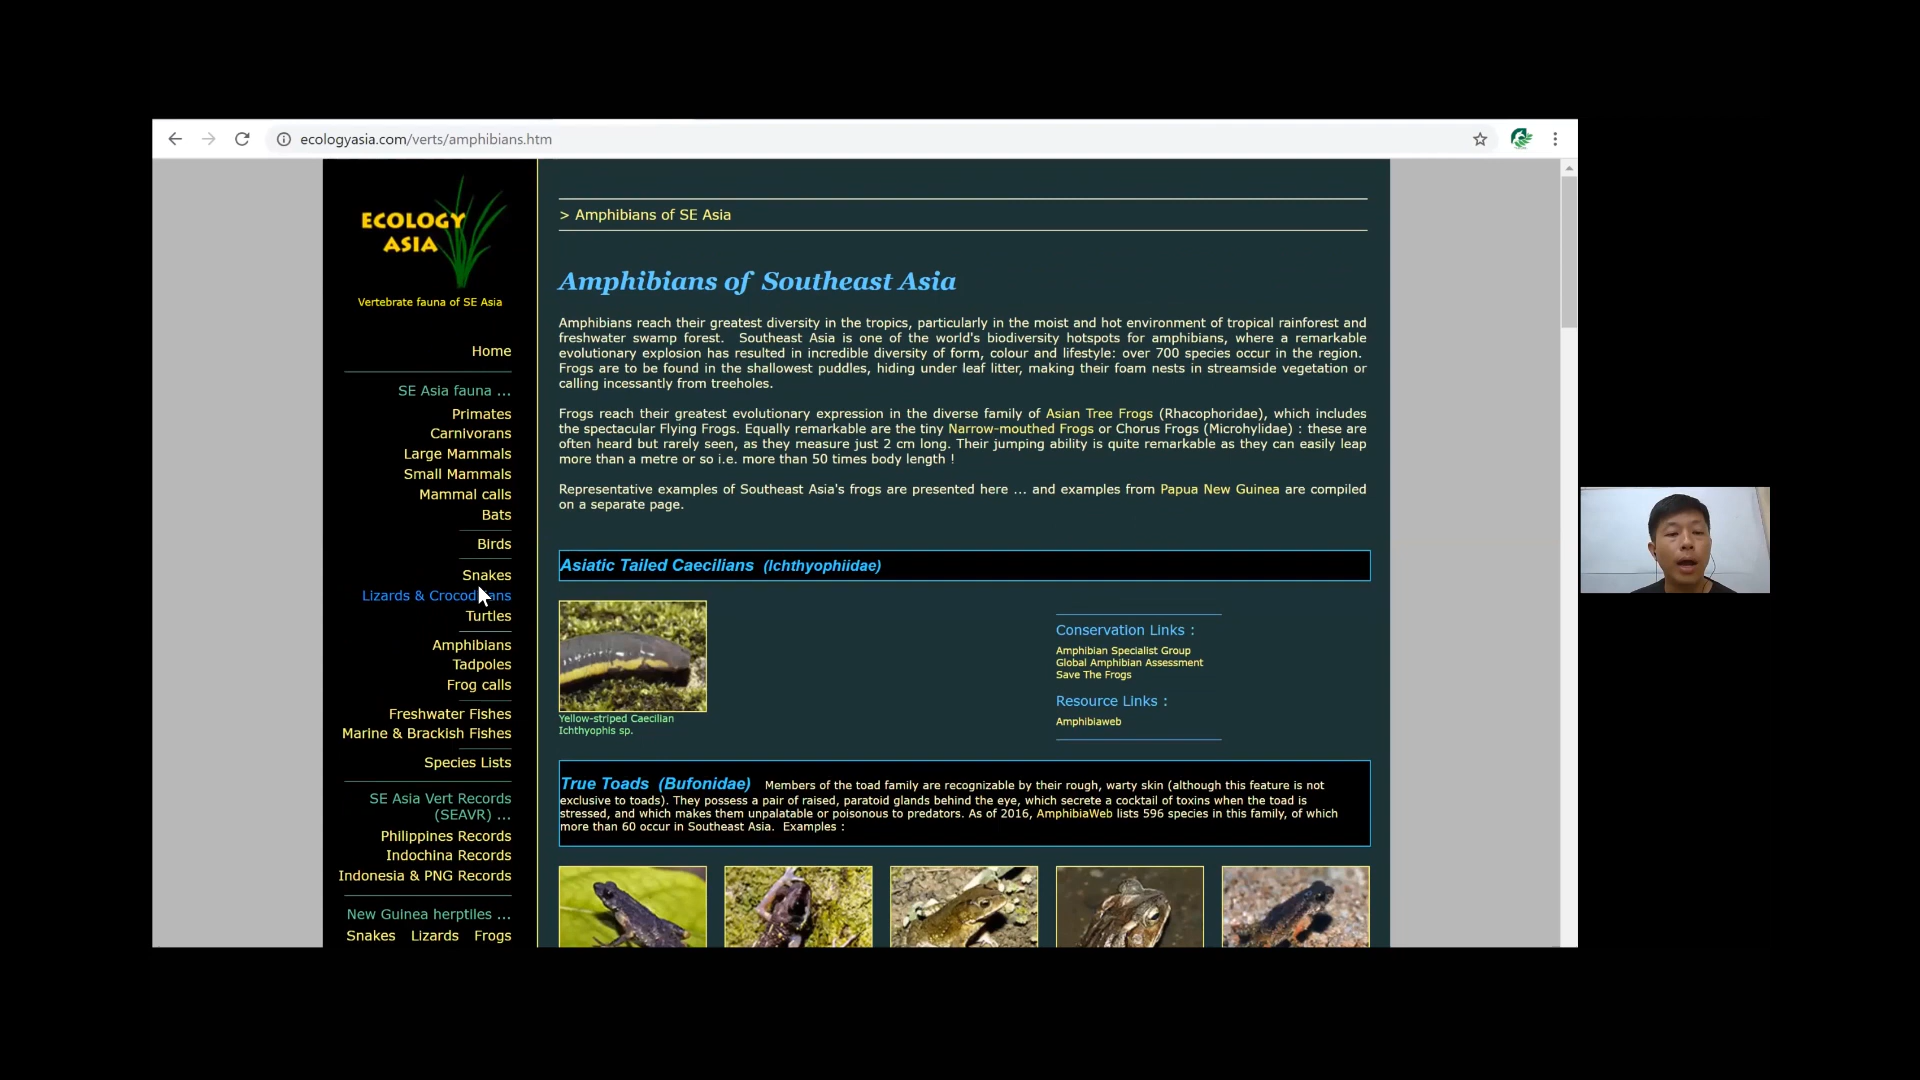 ecologyasia.com/verts/amphibians.htm
ECOLOGY
ASIA
Vertebrate fauna of SE Asia
Home
SE Asia fauna ...
Primates
Carnivorans
Large Mammals
Small Mammals
Mammal calls
Bats
Birds
Snakes
Lizards & Crocodilians
Turtles
Amphibians
Tadpoles
Frog calls
Freshwater Fishes
Marine & Brackish Fishes
Species Lists
SE Asia Vert Records
(SEAVR) ...
Philippines Records
Indochina Records
Indonesia & PNG Records
New Guinea herptiles ...
Snakes Lizards Frogs
> Amphibians of SE Asia
Amphibians of Southeast Asia
Amphibians reach their greatest diversity in the tropics, particularly in the moist and hot environment of tropical rainforest and
freshwater swamp forest. Southeast Asia is one of the world's biodiversity hotspots for amphibians, where a remarkable
evolutionary explosion has resulted in incredible diversity of form, colour and lifestyle: over 700 species occur in the region.
Frogs are to be found in the shallowest puddles, hiding under leaf litter, making their foam nests in streamside vegetation or
calling incessantly from treeholes.
Frogs reach their greatest evolutionary expression in the diverse family of Asian Tree Frogs (Rhacophoridae), which includes
the spectacular Flying Frogs. Equally remarkable are the tiny Narrow-mouthed Frogs or Chorus Frogs (Microhylidae) : these are
often heard but rarely seen, as they measure just 2 cm long. Their jumping ability is quite remarkable as they can easily leap
more than a metre or so i.e. more than 50 times body length !
Representative examples of Southeast Asia's frogs are presented here ... and examples from Papua New Guinea are compiled
on a separate page.
Asiatic Tailed Caecilians (Ichthyophiidae)
Yellow-striped Caecilian
Ichthyophis sp.
Conservation Links :
Amphibian Specialist Group
Global Amphibian Assessment
Save The Frogs
Resource Links :
Amphibiaweb
True Toads (Bufonidae) Members of the toad family are recognizable by their rough, warty skin (although this feature is not
exclusive to toads). They possess a pair of raised, paratoid glands behind the eye, which secrete a cocktail of toxins when the toad is
stressed, and which makes them unpalatable or poisonous to predators. As of 2016, AmphibiaWeb lists 596 species in this family, of which
more than 60 occur in Southeast Asia. Examples :